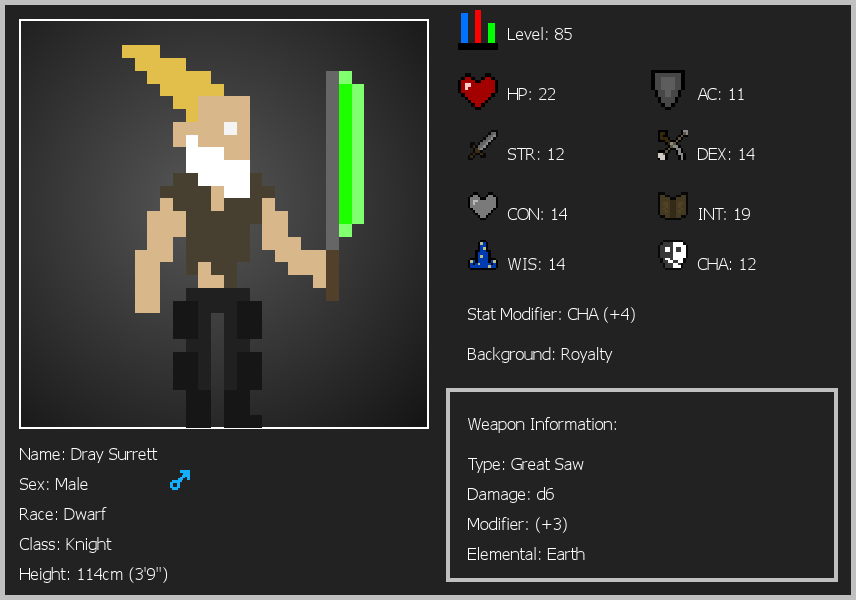 Level: 85
HP: 22
AC: 11
STR: 12
DEX: 14
CON: 14
INT: 19
WIS: 14
CHA: 12
Stat Modifier: CHA (+4)
Background: Royalty
Weapon Information:
Type: Great Saw
Damage: d6
Modifier: (+3)
Elemental: Earth
Name: Dray Surrett
Sex: Male
Race: Dwarf
Class: Knight
Height: 114cm (3'9")